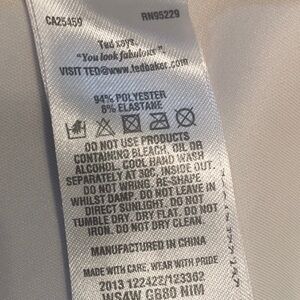 CA25459 RN95229
Ted says,
"You look fabulous".
VISIT TED@www.tedbaker.com
94% POLYESTER
6% ELASTANE
DO NOT USE PRODUCTS
CONTAINING BLEACH, OIL OR
ALCOHOL. COOL HAND WASH
SEPARATELY AT 30C, INSIDE OUT.
DO NOT WRING, RE-SHAPE
WHILST DAMP. DO NOT LEAVE IN
DIRECT SUNLIGHT. DO NOT
TUMBLE DRY. DRY FLAT. DO NOT
IRON. DO NOT DRY CLEAN.
MANUFACTURED IN CHINA
MADE WITH CARE, WEAR WITH PRIDE
2013 122422/123362
WS4W GB89 NIM